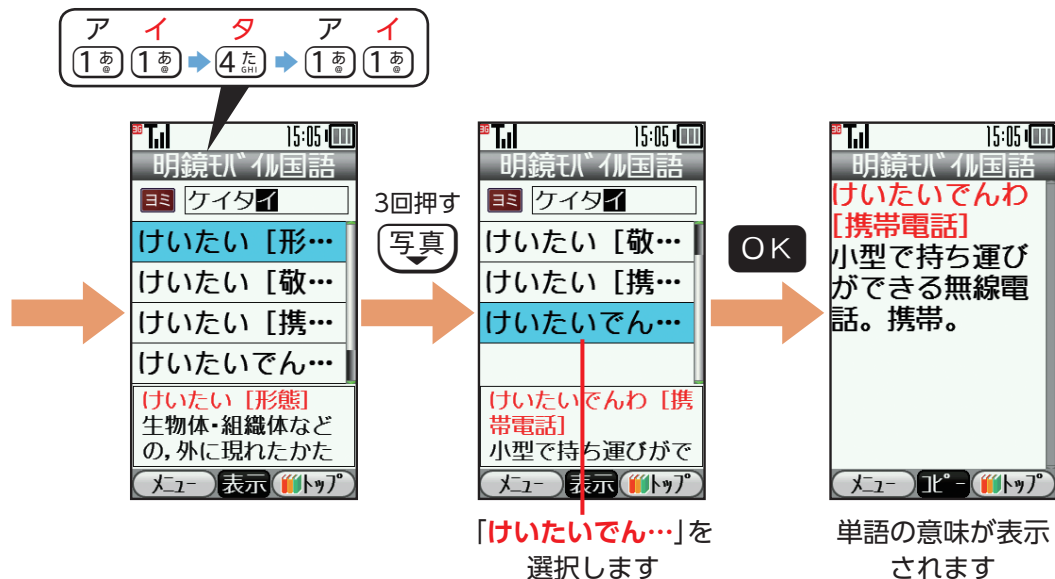 ア イ タ ア イ
1あ@ 1あ@ 4たGHI 1あ@ 1あ@
3G 15:05
明鏡ﾓﾊﾞｲﾙ国語
ヨミ ケイタイ
けいたい［形…
けいたい［敬…
けいたい［携…
けいたいでん…
けいたい［形態］
生物体・組織体など
の,外に現れたかた
ﾒﾆｭｰ 表示 ﾄｯﾌﾟ
3回押す
写真
3G 15:05
明鏡ﾓﾊﾞｲﾙ国語
ヨミ ケイタイ
けいたい［敬…
けいたい［携…
けいたいでん…
けいたいでんわ［携
帯電話］
小型で持ち運びがで
ﾒﾆｭｰ 表示 ﾄｯﾌﾟ
「けいたいでん…」を
選択します
OK
3G 15:05
明鏡ﾓﾊﾞｲﾙ国語
けいたいでんわ
［携帯電話］
小型で持ち運び
ができる無線電
話。携帯。
ﾒﾆｭｰ ｺﾋﾟｰ ﾄｯﾌﾟ
単語の意味が表示
されます